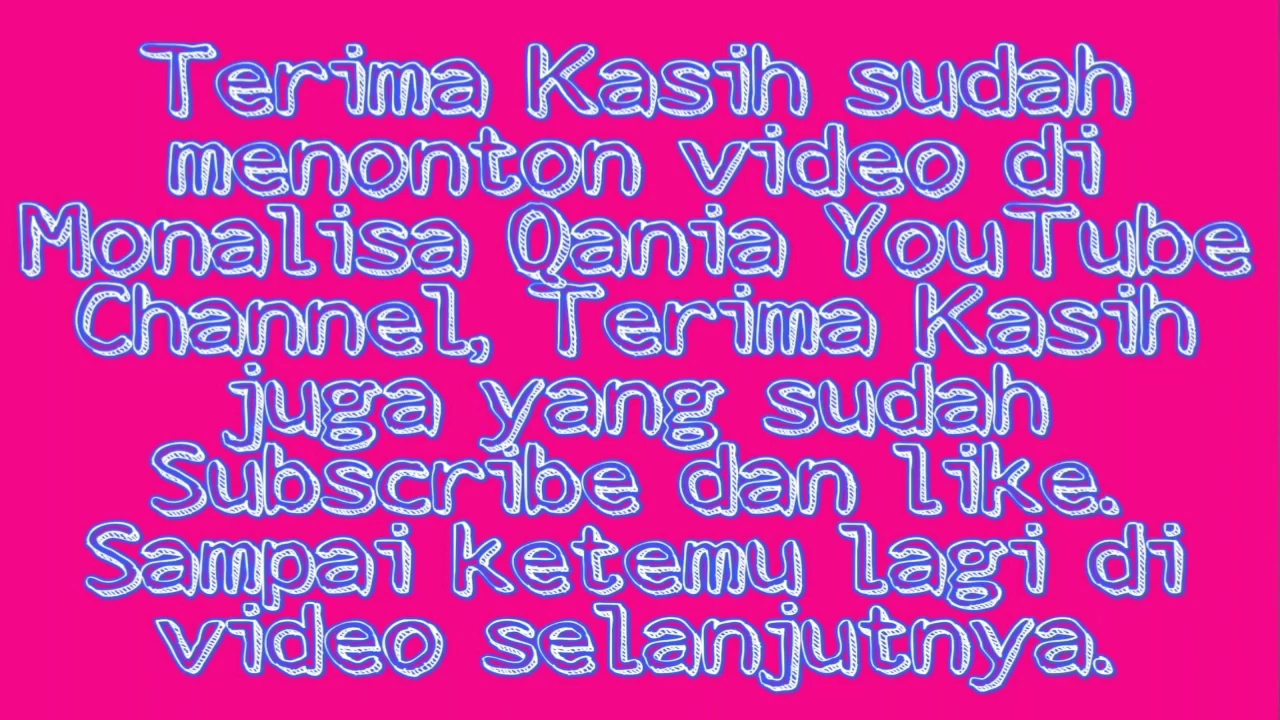 Terima Kasih sudah
menonton video di
Monalisa Qania YouTube
Channel, Terima Kasih
juga yang sudah
Subscribe dan like.
Sampai ketemu lagi di
video selanjutnya.